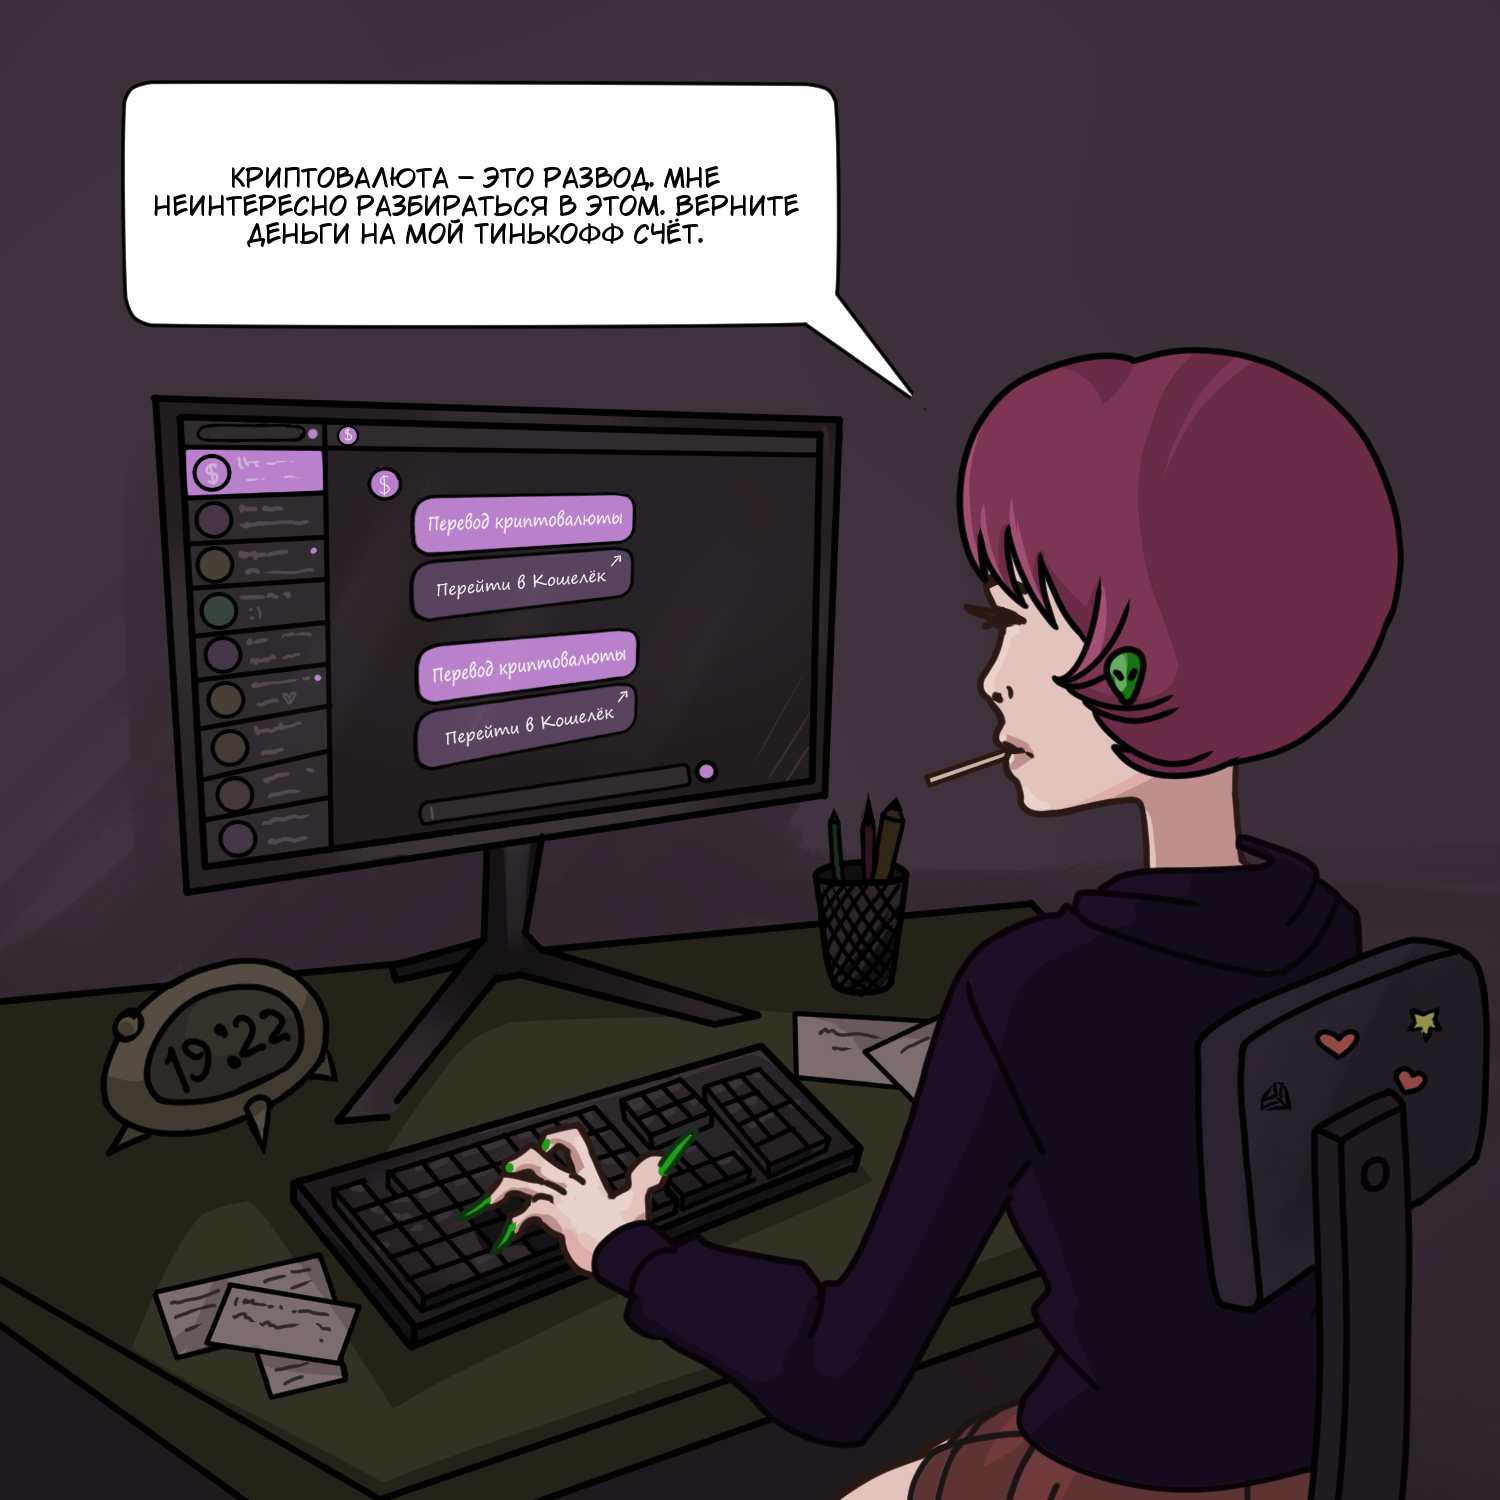 КРИПТОВАЛЮТА – ЭТО РАЗВОД. МНЕ
НЕИНТЕРЕСНО РАЗБИРАТЬСЯ В ЭТОМ. ВЕРНИТЕ
ДЕНЬГИ НА МОЙ ТИНЬКОФФ СЧЁТ.
$
$
$
Перевод криптовалюты
Перейти в Кошелёк
:)
Перевод криптовалюты
Перейти в Кошелёк
19:22